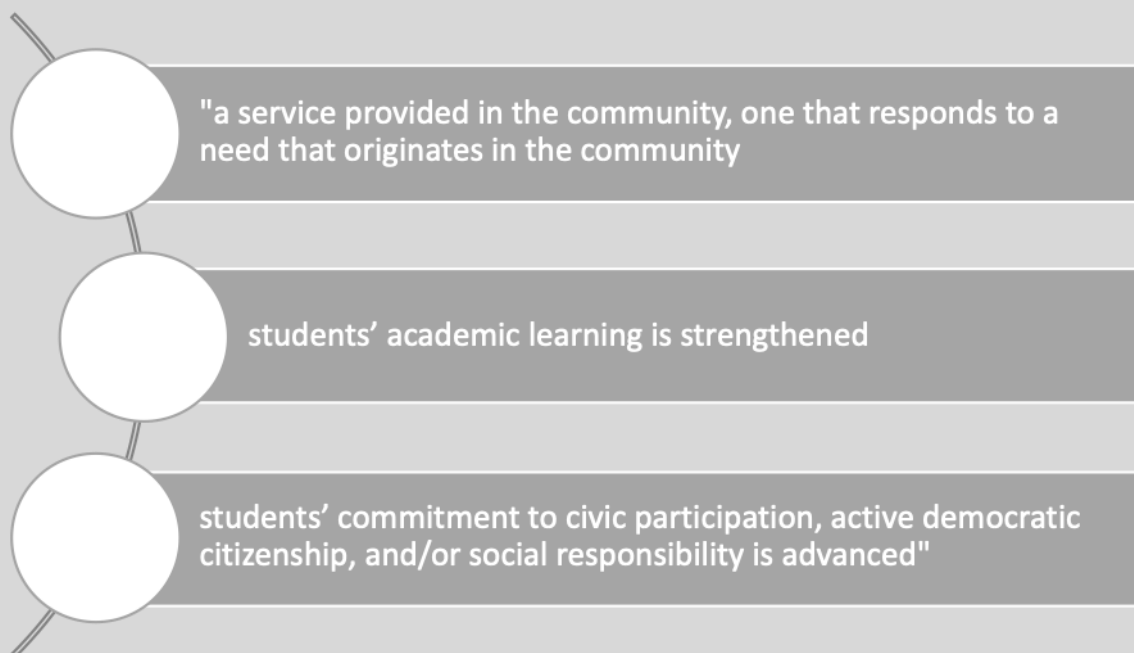 "a service provided in the community, one that responds to a
need that originates in the community
students’ academic learning is strengthened
students’ commitment to civic participation, active democratic
citizenship, and/or social responsibility is advanced"